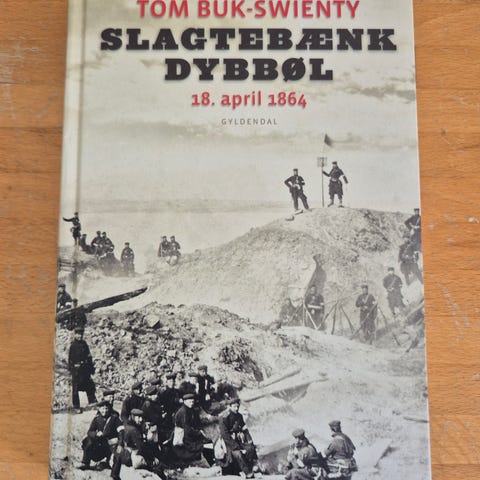 TOM BUK-SWIENTY
SLAGTEBÆNK
DYBBØL
18. april 1864
GYLDENDAL